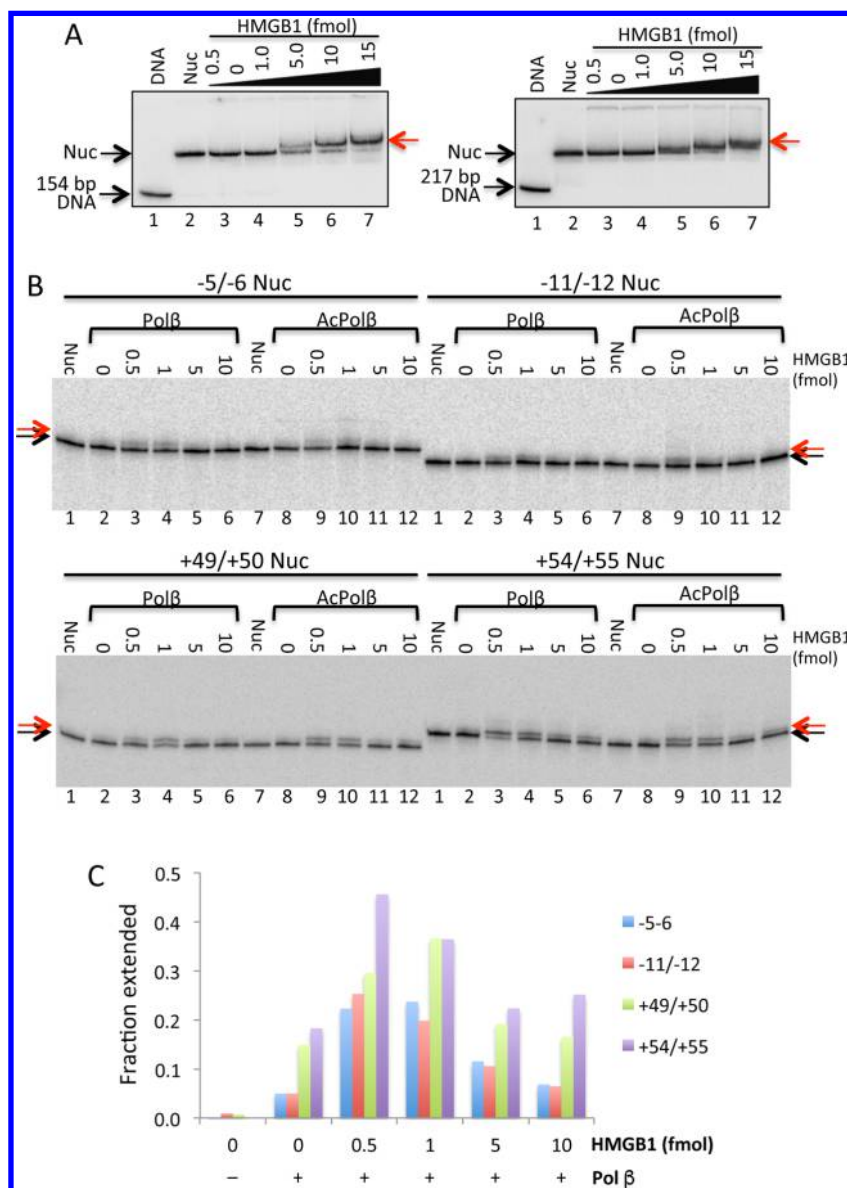 A
HMGB1 (fmol)
DNA Nuc 0.5 0 1.0 5.0 10 15
Nuc
154 bp
DNA
1 2 3 4 5 6 7
HMGB1 (fmol)
DNA Nuc 0.5 0 1.0 5.0 10 15
Nuc
217 bp
DNA
1 2 3 4 5 6 7
B
-5/-6 Nuc -11/-12 Nuc
Polβ AcPolβ Polβ AcPolβ
Nuc 0 0.5 1 5 10 Nuc 0 0.5 1 5 10 Nuc 0 0.5 1 5 10 Nuc 0 0.5 1 5 10 HMGB1
(fmol)
1 2 3 4 5 6 7 8 9 10 11 12 1 2 3 4 5 6 7 8 9 10 11 12
+49/+50 Nuc +54/+55 Nuc
Polβ AcPolβ Polβ AcPolβ
Nuc 0 0.5 1 5 10 Nuc 0 0.5 1 5 10 Nuc 0 0.5 1 5 10 Nuc 0 0.5 1 5 10 HMGB1
(fmol)
1 2 3 4 5 6 7 8 9 10 11 12 1 2 3 4 5 6 7 8 9 10 11 12
C
Fraction extended
0.5
0.4
0.3
0.2
0.1
0.0
-5-6
-11/-12
+49/+50
+54/+55
0 0 0.5 1 5 10 HMGB1 (fmol)
– + + + + + Pol β